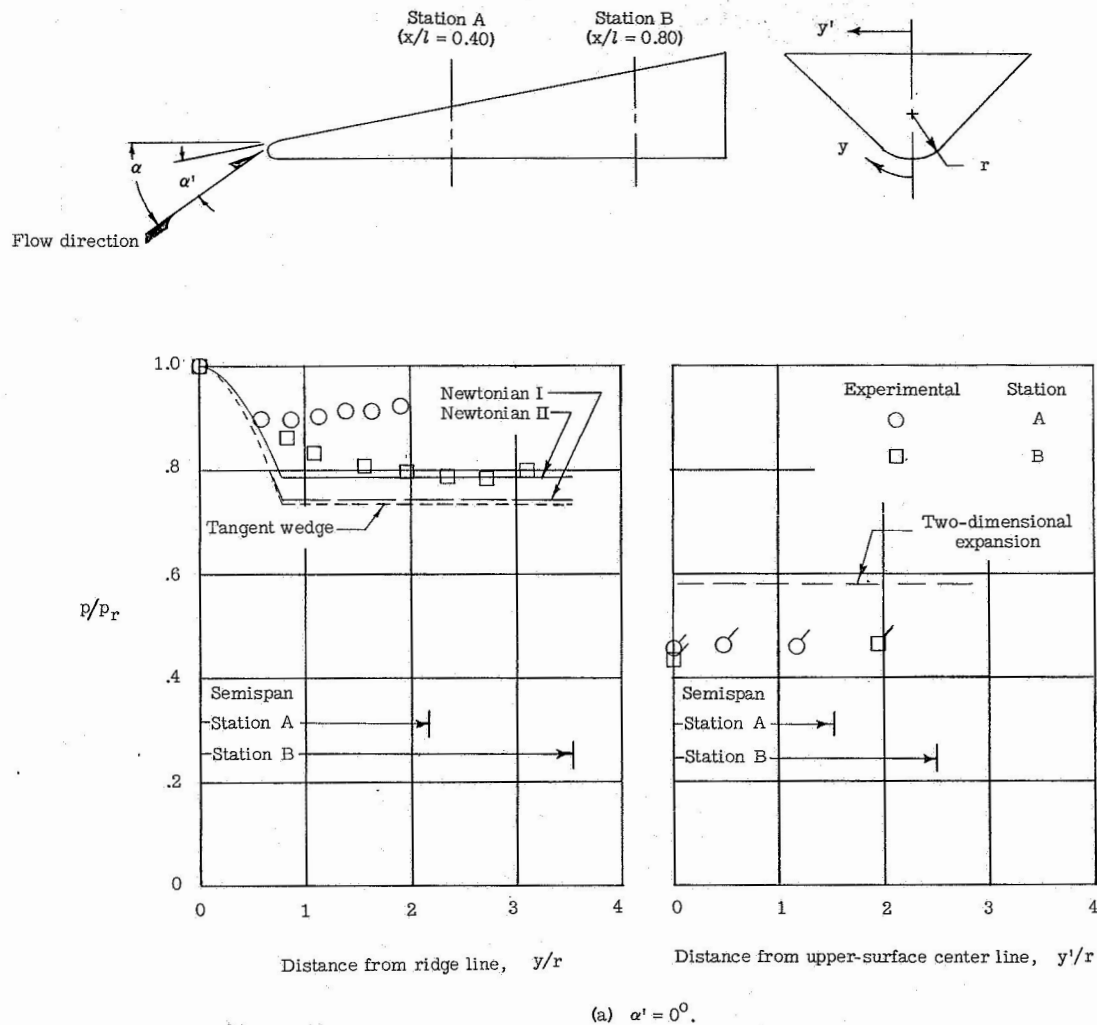 Station A
(x/l = 0.40)
Station B
(x/l = 0.80)
y'
α
α'
Flow direction
y
r
1.0
.8
.6
.4
.2
0
p/pr
Newtonian I
Newtonian II
Tangent wedge
Semispan
Station A
Station B
0 1 2 3 4
Distance from ridge line, y/r
Experimental Station
A
B
Two-dimensional
expansion
Semispan
Station A
Station B
0 1 2 3 4
Distance from upper-surface center line, y'/r
(a) α' = 0⁰.